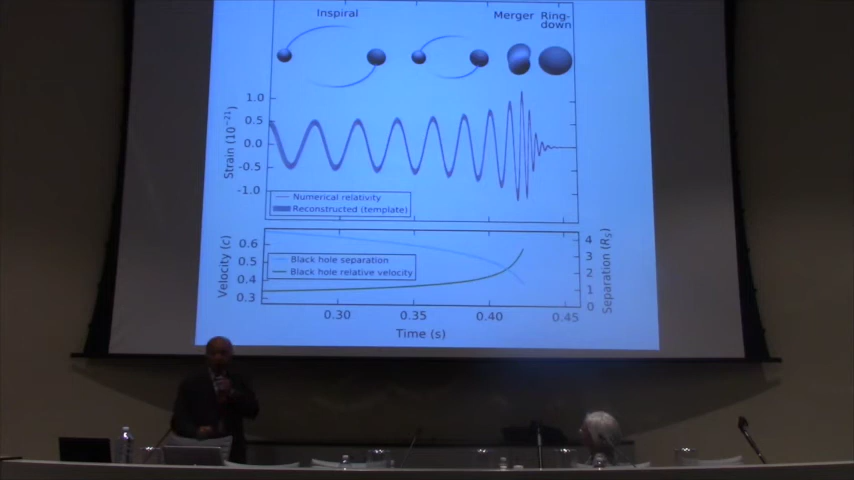 Inspiral
Merger Ring-
down
Strain (10⁻²¹)
1.0
0.5
0.0
-0.5
-1.0
Numerical relativity
Reconstructed (template)
Velocity (c)
0.6
0.5
0.4
0.3
Black hole separation
Black hole relative velocity
4
3
2
1
0
Separation (R_S)
0.30 0.35 0.40 0.45
Time (s)